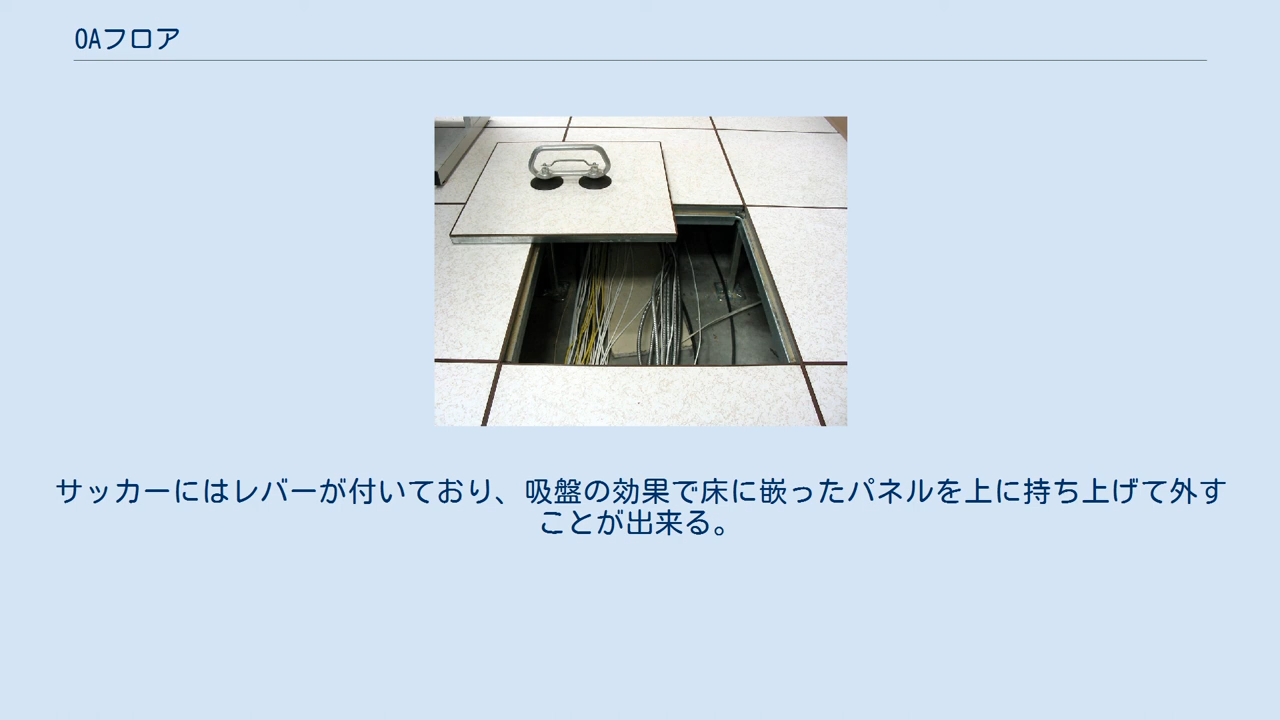 OAフロア
サッカーにはレバーが付いており、吸盤の効果で床に嵌ったパネルを上に持ち上げて外す
ことが出来る。